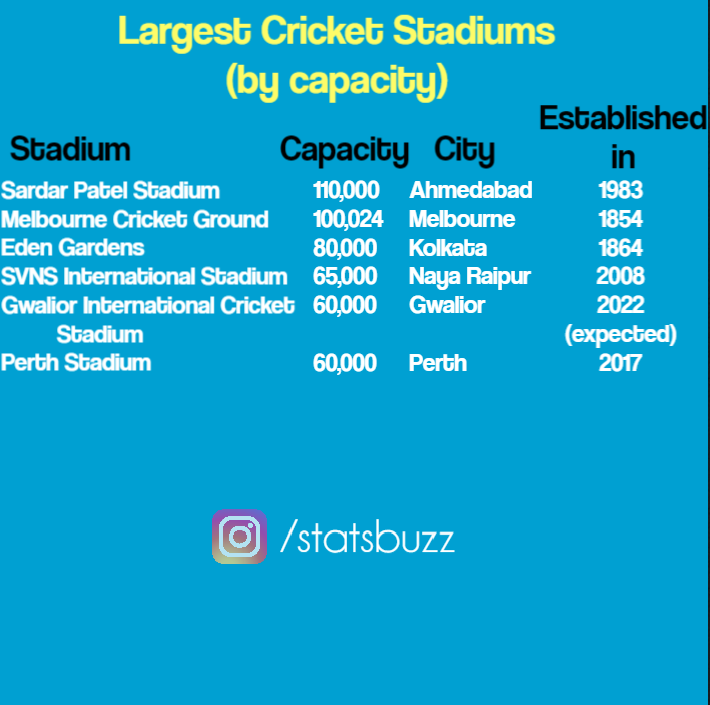 Largest Cricket Stadiums
(by capacity)
Stadium Capacity City Established in
Sardar Patel Stadium 110,000 Ahmedabad 1983
Melbourne Cricket Ground 100,024 Melbourne 1854
Eden Gardens 80,000 Kolkata 1864
SVNS International Stadium 65,000 Naya Raipur 2008
Gwalior International Cricket 60,000 Gwalior 2022
Stadium (expected)
Perth Stadium 60,000 Perth 2017
/statsbuzz